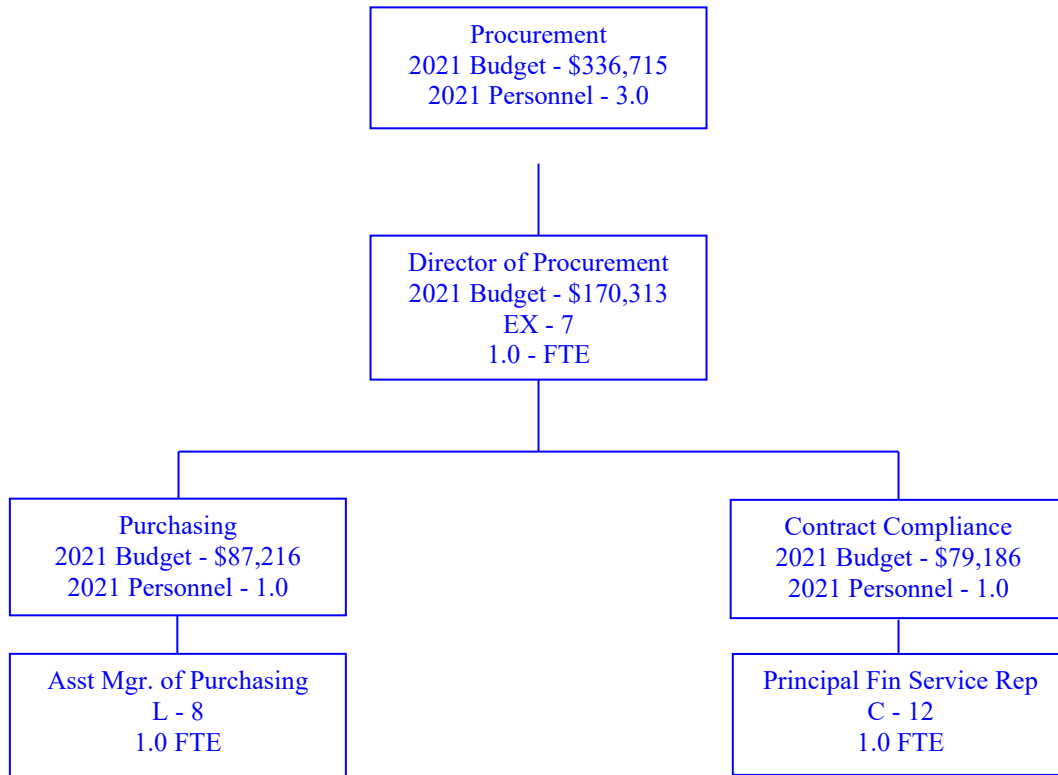 Procurement
2021 Budget - $336,715
2021 Personnel - 3.0
Director of Procurement
2021 Budget - $170,313
EX - 7
1.0 - FTE
Purchasing
2021 Budget - $87,216
2021 Personnel - 1.0
Contract Compliance
2021 Budget - $79,186
2021 Personnel - 1.0
Asst Mgr. of Purchasing
L - 8
1.0 FTE
Principal Fin Service Rep
C - 12
1.0 FTE